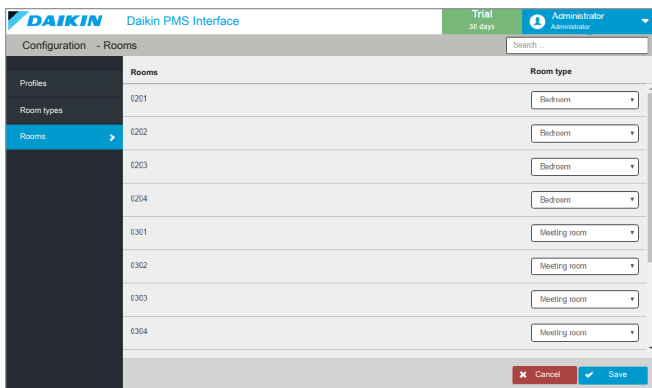 DAIKIN Daikin PMS Interface Trial 30 days Administrator Administrator
Configuration - Rooms Search ...
Rooms Room type
Profiles
0201 Bedroom
Room types
0202 Bedroom
Rooms
0203 Bedroom
0204 Bedroom
0301 Meeting room
0302 Meeting room
0303 Meeting room
0304 Meeting room
Cancel Save